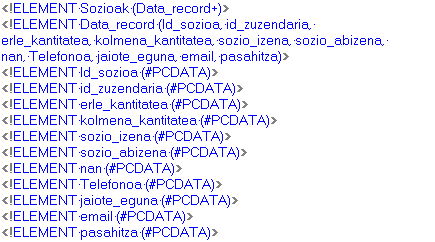 <!ELEMENT Sozioak (Data_record+)>
<!ELEMENT Data_record (Id_sozioa, id_zuzendaria,
erle_kantitatea, kolmena_kantitatea, sozio_izena, sozio_abizena,
nan, Telefonoa, jaiote_eguna, email, pasahitza)>
<!ELEMENT Id_sozioa (#PCDATA)>
<!ELEMENT id_zuzendaria (#PCDATA)>
<!ELEMENT erle_kantitatea (#PCDATA)>
<!ELEMENT kolmena_kantitatea (#PCDATA)>
<!ELEMENT sozio_izena (#PCDATA)>
<!ELEMENT sozio_abizena (#PCDATA)>
<!ELEMENT nan (#PCDATA)>
<!ELEMENT Telefonoa (#PCDATA)>
<!ELEMENT jaiote_eguna (#PCDATA)>
<!ELEMENT email (#PCDATA)>
<!ELEMENT pasahitza (#PCDATA)>